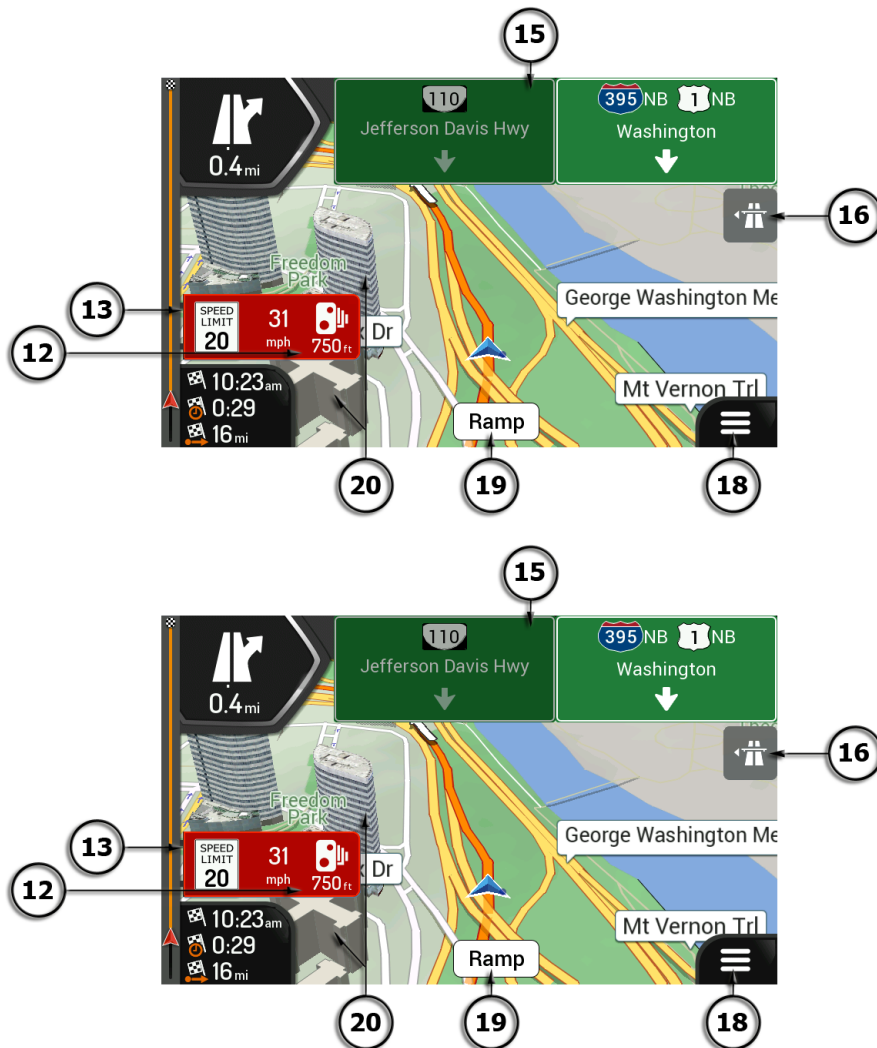 15
110
Jefferson Davis Hwy
395 NB 1 NB
Washington
0.4 mi
16
Freedom
Park
George Washington Me
13
SPEED
LIMIT
20
31
mph
750 ft
x Dr
12
10:23 am
0:29
16 mi
Mt Vernon Trl
Ramp
20
19
18
15
110
Jefferson Davis Hwy
395 NB 1 NB
Washington
0.4 mi
16
Freedom
Park
George Washington Me
13
SPEED
LIMIT
20
31
mph
750 ft
x Dr
12
10:23 am
0:29
16 mi
Mt Vernon Trl
Ramp
20
19
18